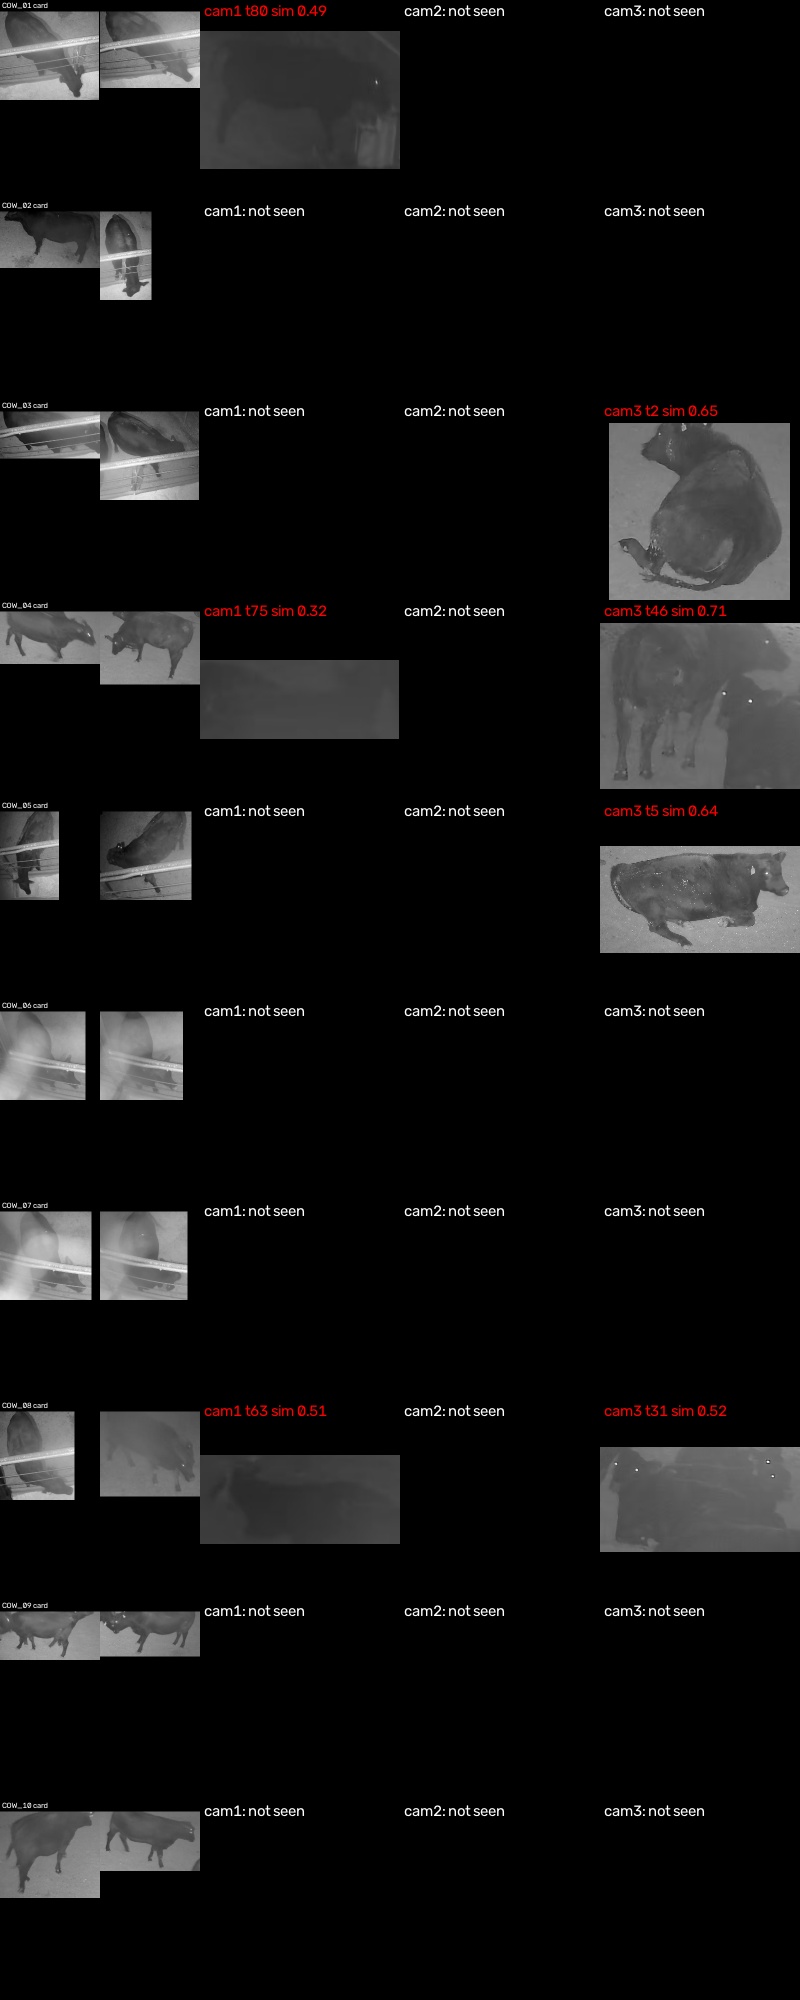 COW_01 card
cam1 t80 sim 0.49
cam2: not seen
cam3: not seen
COW_02 card
cam1: not seen
cam2: not seen
cam3: not seen
COW_03 card
cam1: not seen
cam2: not seen
cam3 t2 sim 0.65
COW_04 card
cam1 t75 sim 0.32
cam2: not seen
cam3 t46 sim 0.71
COW_05 card
cam1: not seen
cam2: not seen
cam3 t5 sim 0.64
COW_06 card
cam1: not seen
cam2: not seen
cam3: not seen
COW_07 card
cam1: not seen
cam2: not seen
cam3: not seen
COW_08 card
cam1 t63 sim 0.51
cam2: not seen
cam3 t31 sim 0.52
COW_09 card
cam1: not seen
cam2: not seen
cam3: not seen
COW_10 card
cam1: not seen
cam2: not seen
cam3: not seen